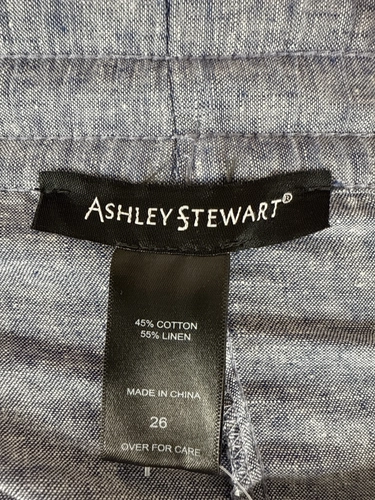 ASHLEY STEWART®
45% COTTON
55% LINEN
MADE IN CHINA
26
OVER FOR CARE